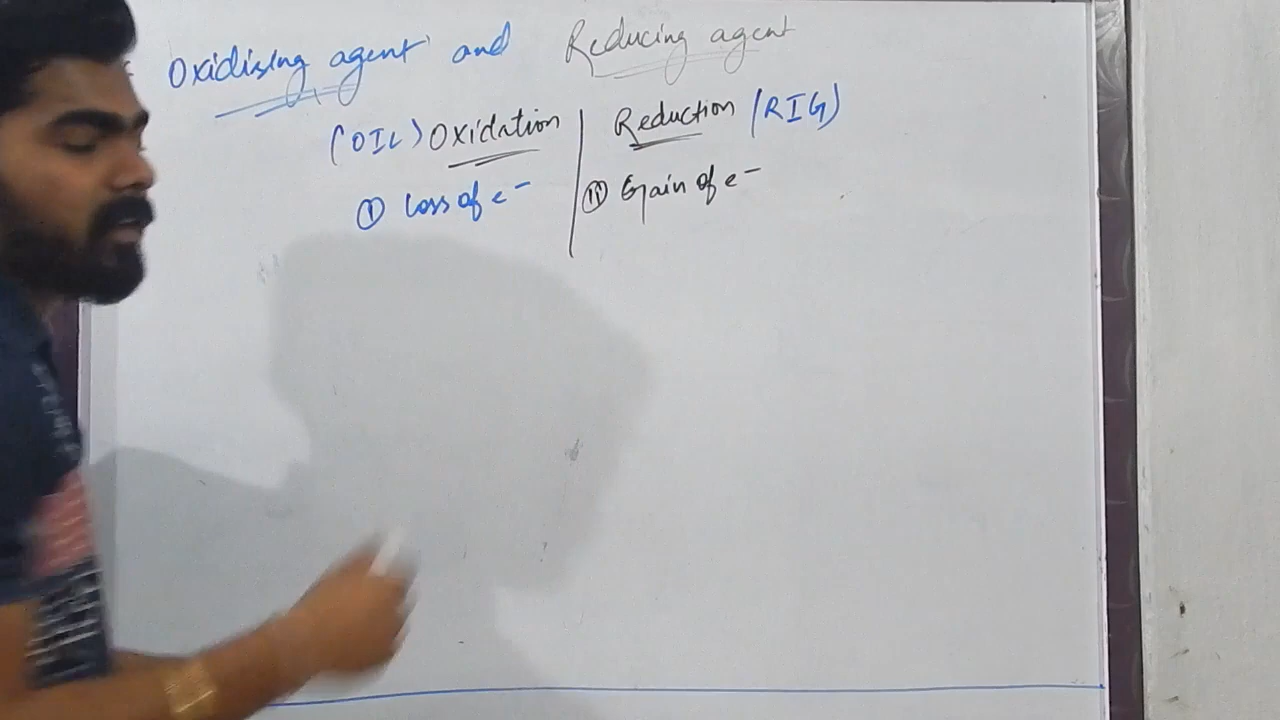 Oxidising agent and Reducing agent
(OIL) Oxidation | Reduction (RIG)
① Loss of e⁻ | ⑪ Gain of e⁻